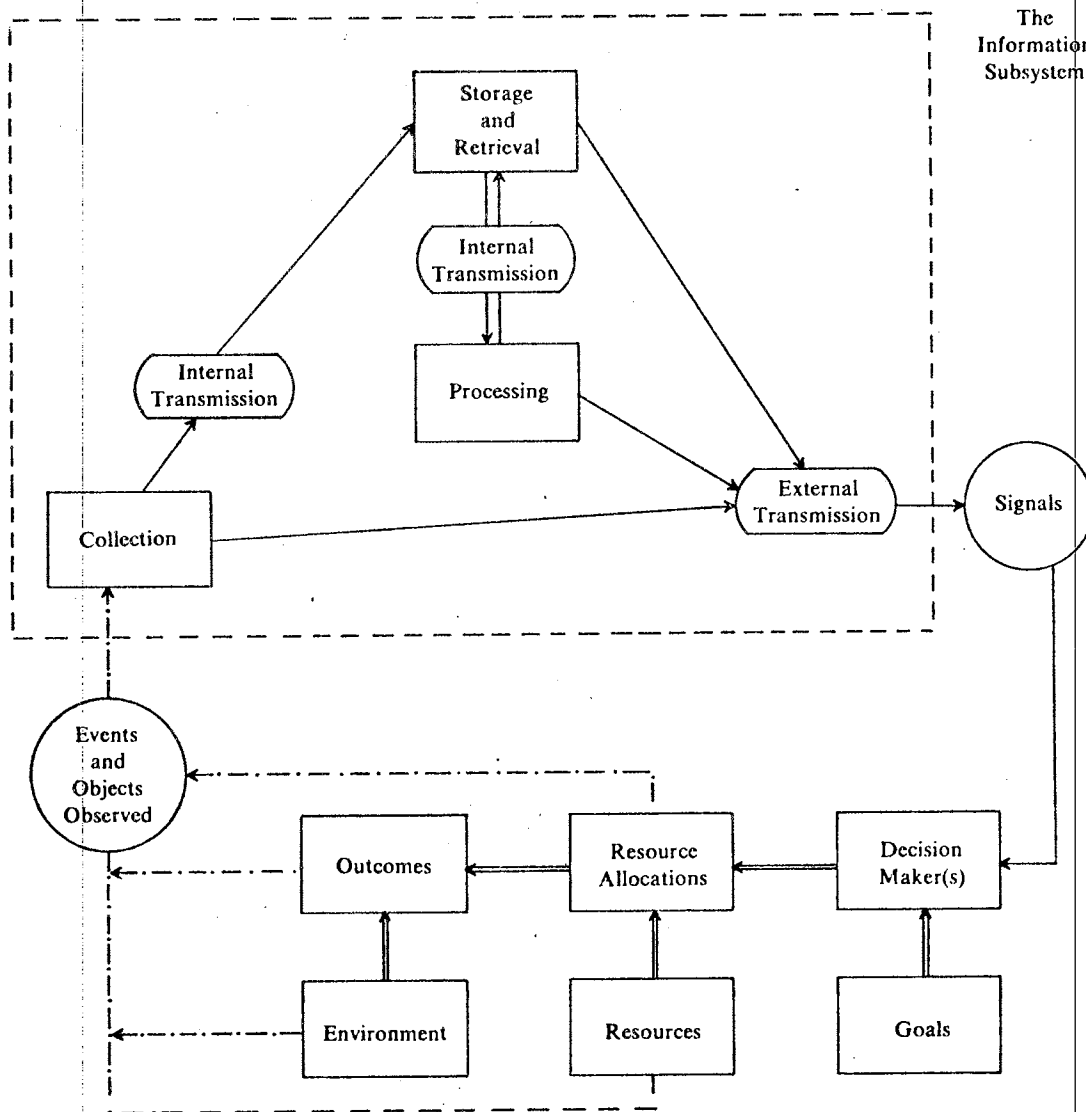 The
Information
Subsystem
Storage
and
Retrieval
Internal
Transmission
Internal
Transmission
Processing
External
Transmission
Signals
Collection
Events
and
Objects
Observed
Outcomes
Resource
Allocations
Decision
Maker(s)
Environment
Resources
Goals